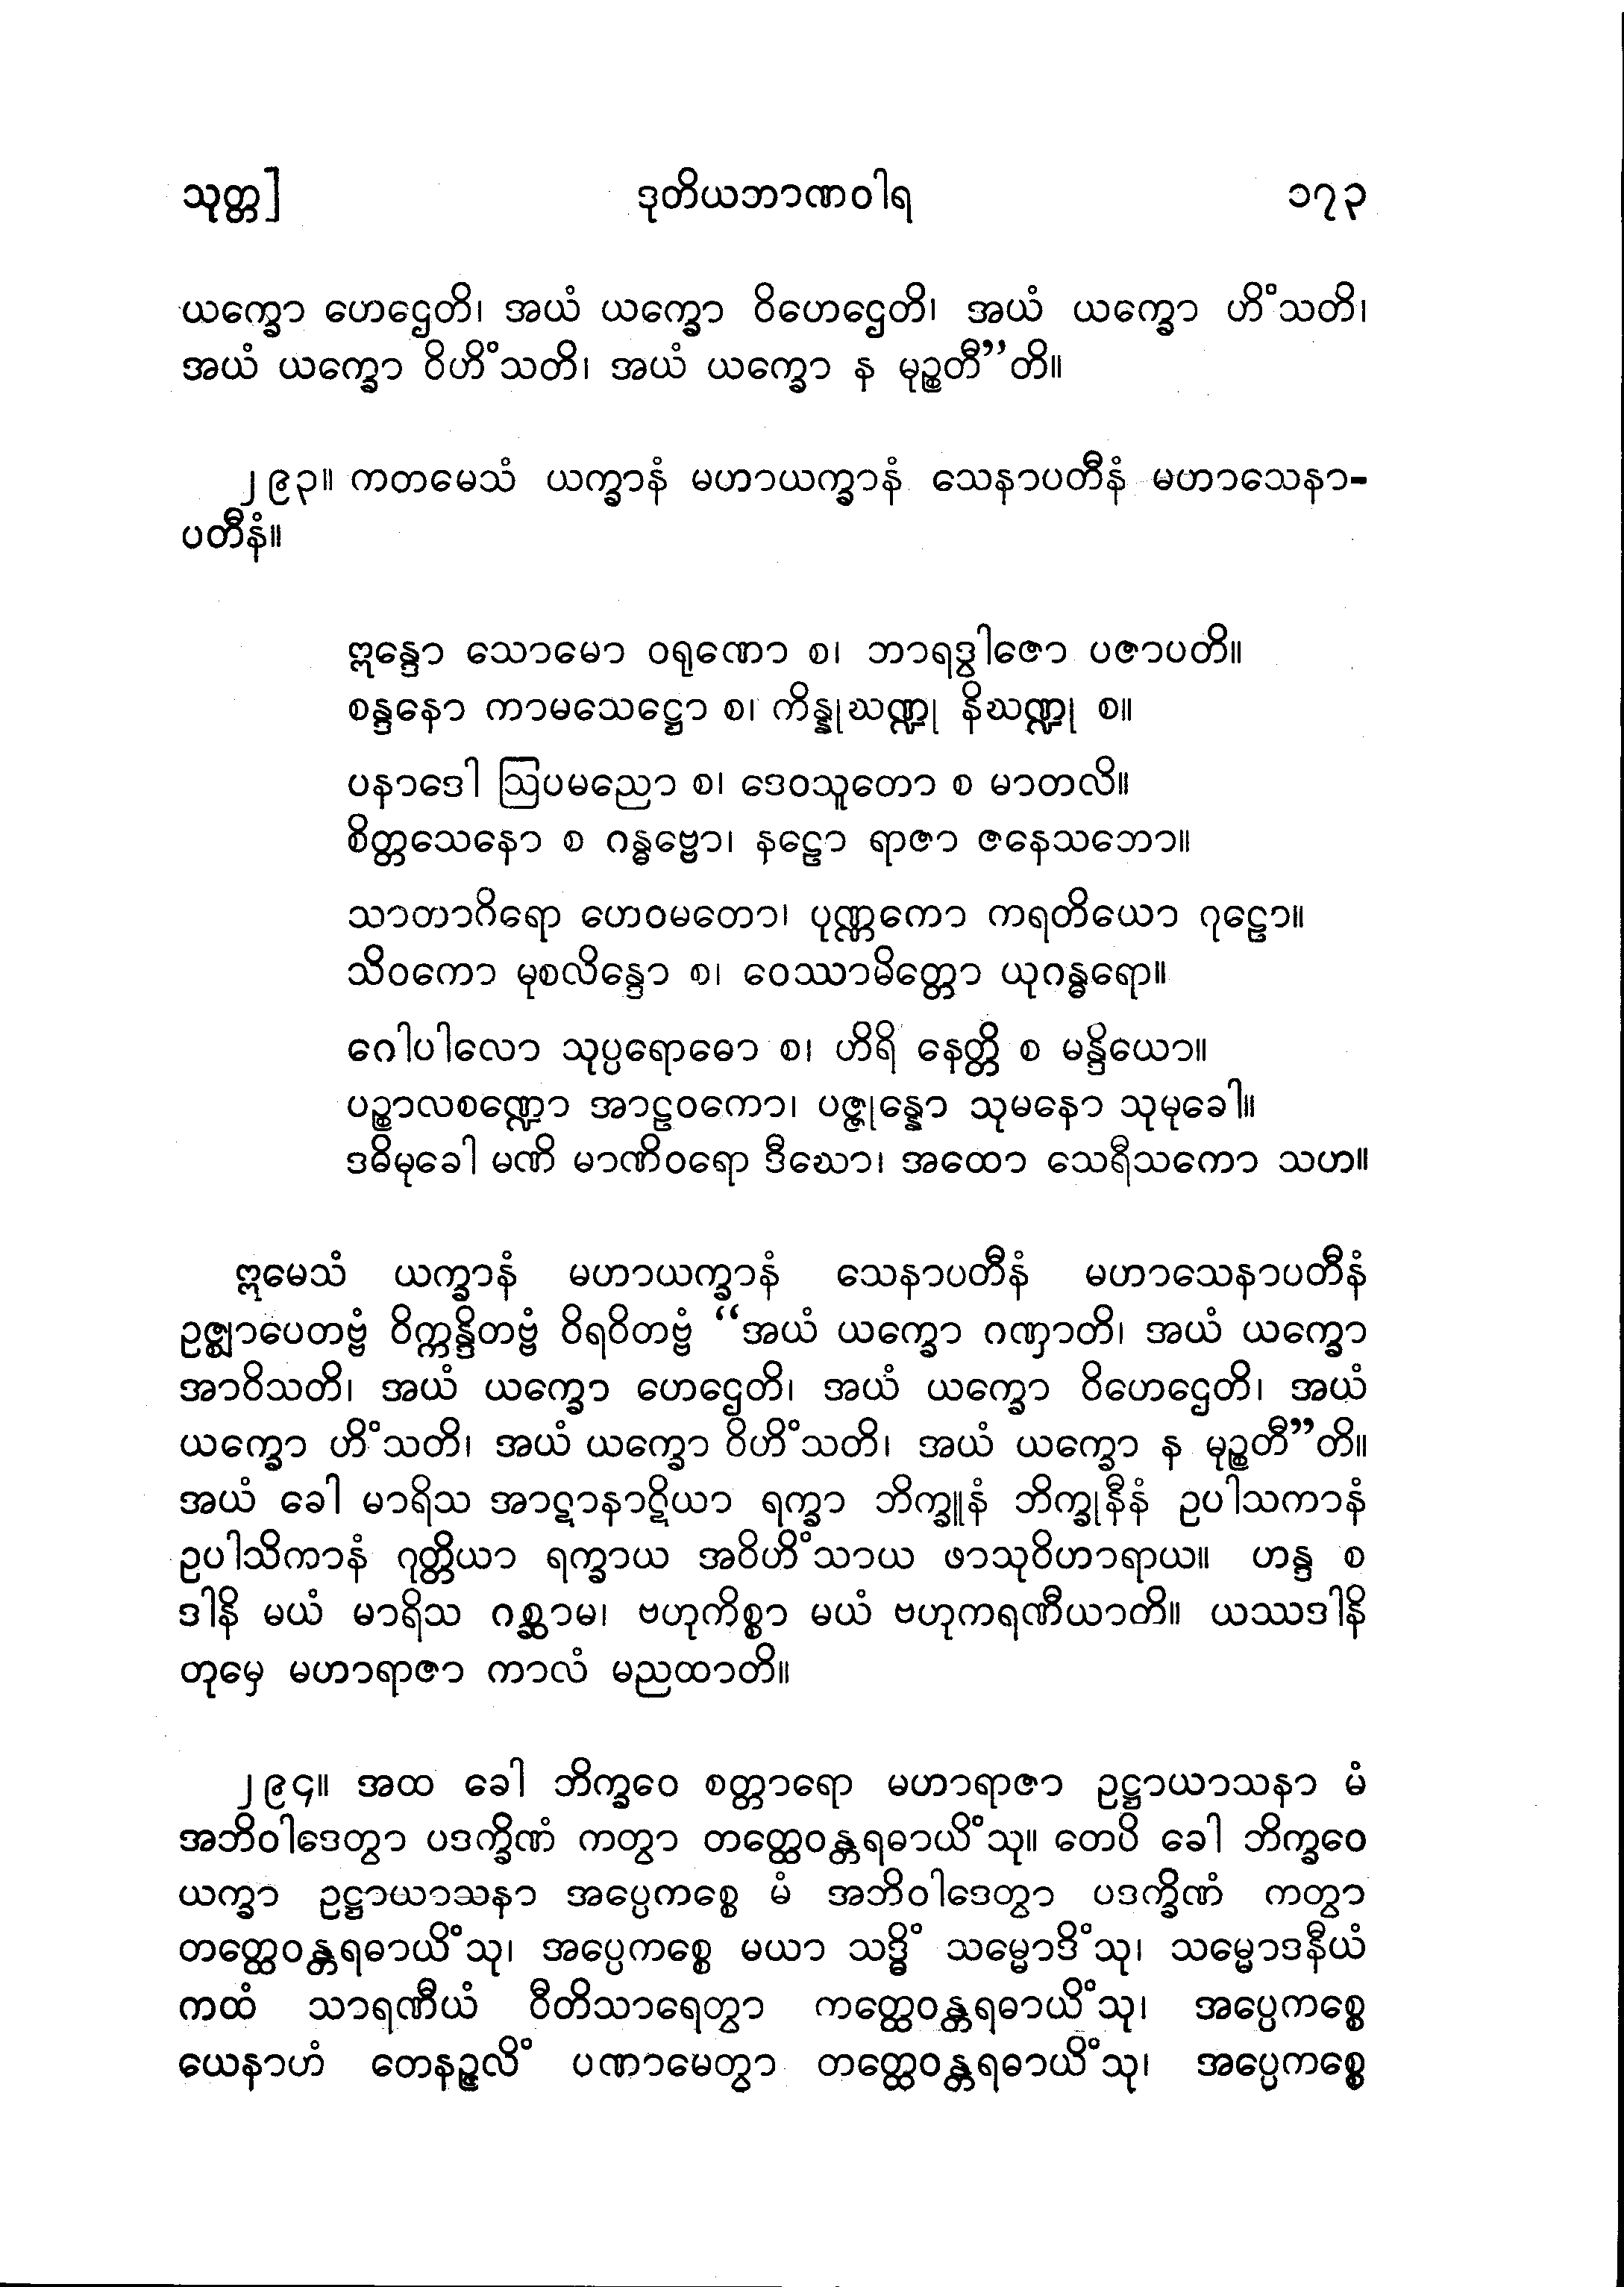 သုတ္တ] ဒုတိယဘာဏဝါရ ၁၇၃
ယက္ခော ဟေဌေတိ၊ အယံ ယက္ခော ဝိဟေဌေတိ၊ အယံ ယက္ခော ဟိံသတိ၊
အယံ ယက္ခော ဝိဟိံသတိ၊ အယံ ယက္ခော န မုဉ္စတီ”တိ။
၂၉၃။ ကတမေသံ ယက္ခာနံ မဟာယက္ခာနံ သေနာပတီနံ မဟာသေနာ-
ပတီနံ။
ဣန္ဒော သောမော ဝရုဏော စ၊ ဘာရဒွါဇော ပဇာပတိ။
စန္ဒနော ကာမသေဋ္ဌော စ၊ ကိန္နုဃဏ္ဍု နိဃဏ္ဍု စ။
ပနာဒေါ ဩပမညော စ၊ ဒေဝသူတော စ မာတလိ။
စိတ္တသေနော စ ဂန္ဓဗ္ဗော၊ နဠော ရာဇာ ဇနေသဘော။
သာတာဂိရော ဟေဝမတော၊ ပုဏ္ဏကော ကရတိယော ဂုဠော။
သိဝကော မုစလိန္ဒော စ၊ ဝေဿာမိတ္တော ယုဂန္ဓရော။
ဂေါပါလော သုပ္ပရောဓော စ၊ ဟိရိ နေတ္တိ စ မန္ဒိယော။
ပဉ္စာလစဏ္ဍော အာဠဝကော၊ ပဇ္ဇုန္နော သုမနော သုမုခေါ။
ဒဓိမုခေါ မဏိ မာဏိဝရော ဒီဃော၊ အထော သေရီသကော သဟ။
ဣမေသံ ယက္ခာနံ မဟာယက္ခာနံ သေနာပတီနံ မဟာသေနာပတီနံ
ဥဇ္ဈာပေတဗ္ဗံ ဝိက္ကန္ဒိတဗ္ဗံ ဝိရဝိတဗ္ဗံ “အယံ ယက္ခော ဂဏှာတိ၊ အယံ ယက္ခော
အာဝိသတိ၊ အယံ ယက္ခော ဟေဌေတိ၊ အယံ ယက္ခော ဝိဟေဌေတိ၊ အယံ
ယက္ခော ဟိံသတိ၊ အယံ ယက္ခော ဝိဟိံသတိ၊ အယံ ယက္ခော န မုဉ္စတီ”တိ။
အယံ ခေါ မာရိသ အာဋာနာဋိယာ ရက္ခာ ဘိက္ခူနံ ဘိက္ခုနီနံ ဥပါသကာနံ
ဥပါသိကာနံ ဂုတ္တိယာ ရက္ခာယ အဝိဟိံသာယ ဖာသုဝိဟာရာယ။ ဟန္ဒ စ
ဒါနိ မယံ မာရိသ ဂစ္ဆာမ၊ ဗဟုကိစ္စာ မယံ ဗဟုကရဏီယာတိ။ ယဿဒါနိ
တုမှေ မဟာရာဇာ ကာလံ မညထာတိ။
၂၉၄။ အထ ခေါ ဘိက္ခဝေ စတ္တာရော မဟာရာဇာ ဥဋ္ဌာယာသနာ မံ
အဘိဝါဒေတွာ ပဒက္ခိဏံ ကတွာ တတ္ထေဝန္တရဓာယိံသု။ တေပိ ခေါ ဘိက္ခဝေ
ယက္ခာ ဥဋ္ဌာယာသနာ အပ္ပေကစ္စေ မံ အဘိဝါဒေတွာ ပဒက္ခိဏံ ကတွာ
တတ္ထေဝန္တရဓာယိံသု၊ အပ္ပေကစ္စေ မယာ သဒ္ဓိံ သမ္မောဒိံသု၊ သမ္မောဒနီယံ
ကထံ သာရဏီယံ ဝီတိသာရေတွာ ကတ္ထေဝန္တရဓာယိံသု၊ အပ္ပေကစ္စေ
ယေနာဟံ တေနဉ္ဇလိံ ပဏာမေတွာ တတ္ထေဝန္တရဓာယိံသု၊ အပ္ပေကစ္စေ